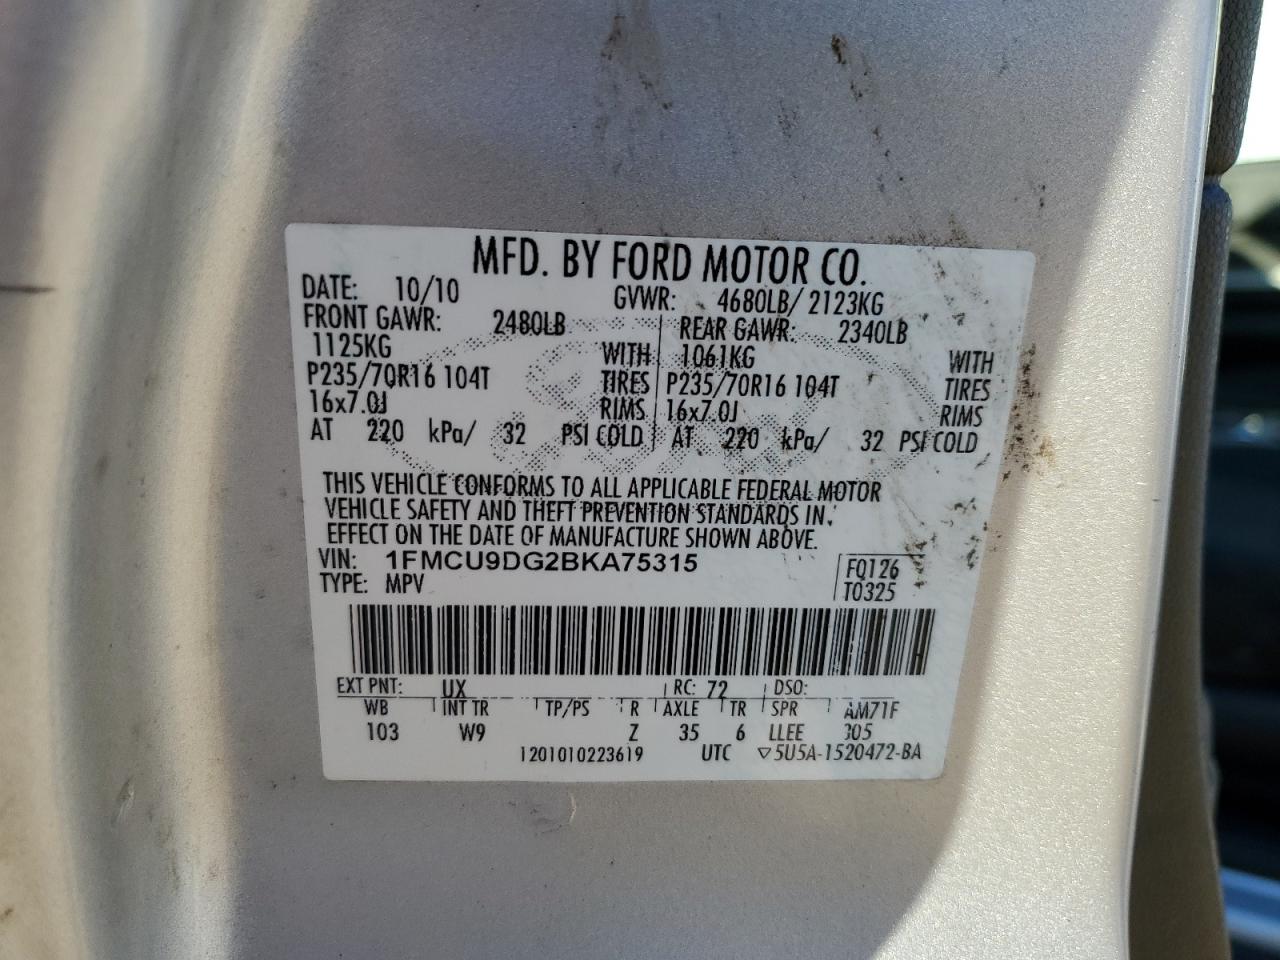 MFD. BY FORD MOTOR CO.
DATE: 10/10 GVWR: 4680LB/ 2123KG
FRONT GAWR: 2480LB REAR GAWR: 2340LB
1125KG WITH 1061KG WITH
P235/70R16 104T TIRES P235/70R16 104T TIRES
16x7.0J RIMS 16x7.0J RIMS
AT 220 kPa/ 32 PSI COLD AT 220 kPa/ 32 PSI COLD
THIS VEHICLE CONFORMS TO ALL APPLICABLE FEDERAL MOTOR
VEHICLE SAFETY AND THEFT PREVENTION STANDARDS IN
EFFECT ON THE DATE OF MANUFACTURE SHOWN ABOVE.
VIN: 1FMCU9DG2BKA75315 FQ126
TYPE: MPV T0325
EXT PNT: UX RC: 72 DSO:
WB INT TR TP/PS R AXLE TR SPR AM71F
103 W9 Z 35 6 LLEE 305
1201010223619 UTC ▽5U5A-1520472-BA